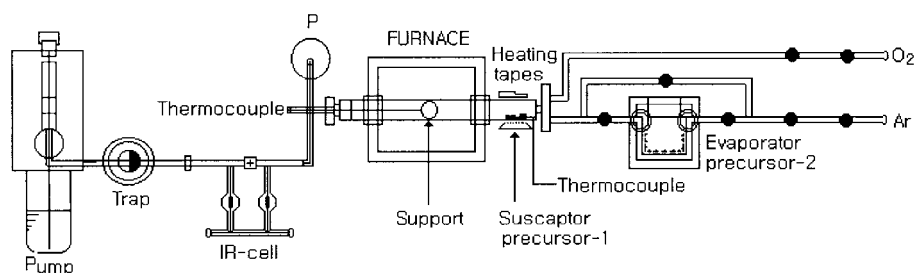 P
FURNACE
Heating
tapes
O2
Thermocouple
Ar
Evaporator
precursor-2
Thermocouple
Trap
Support
Suscaptor
precursor-1
IR-cell
Pump